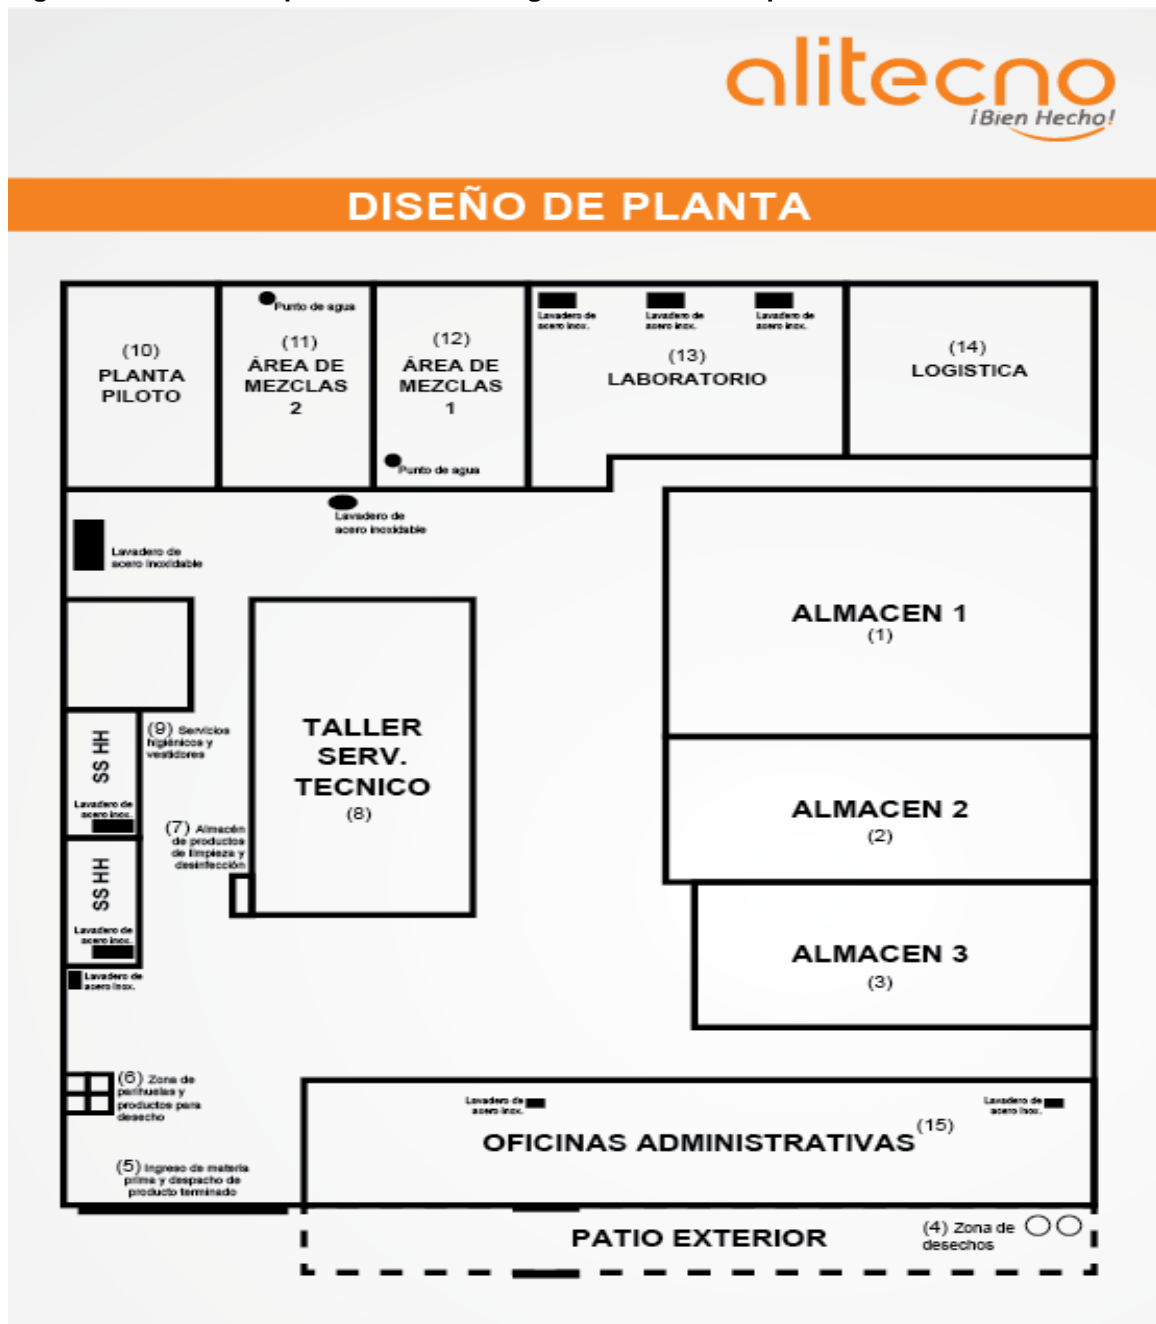 alitecno
¡Bien Hecho!
DISEÑO DE PLANTA
(10)
PLANTA
PILOTO
Punto de agua
(11)
ÁREA DE
MEZCLAS
2
(12)
ÁREA DE
MEZCLAS
1
Punto de agua
Lavadero de
acero inox.
Lavadero de
acero inox.
Lavadero de
acero inox.
(13)
LABORATORIO
(14)
LOGISTICA
Lavadero de
acero inoxidable
Lavadero de
acero inoxidable
ALMACEN 1
(1)
TALLER
SERV.
TECNICO
(8)
(9) Servicios
higiénicos y
vestidores
SS HH
Lavadero de
acero inox.
(7) Almacén
de productos
de limpieza y
desinfección
ALMACEN 2
(2)
SS HH
Lavadero de
acero inox.
Lavadero de
acero inox.
ALMACEN 3
(3)
(6) Zona de
parihuelas y
productos para
desecho
Lavadero de
acero inox.
Lavadero de
acero inox.
OFICINAS ADMINISTRATIVAS (15)
(5) Ingreso de materia
prima y despacho de
producto terminado
PATIO EXTERIOR
(4) Zona de
desechos